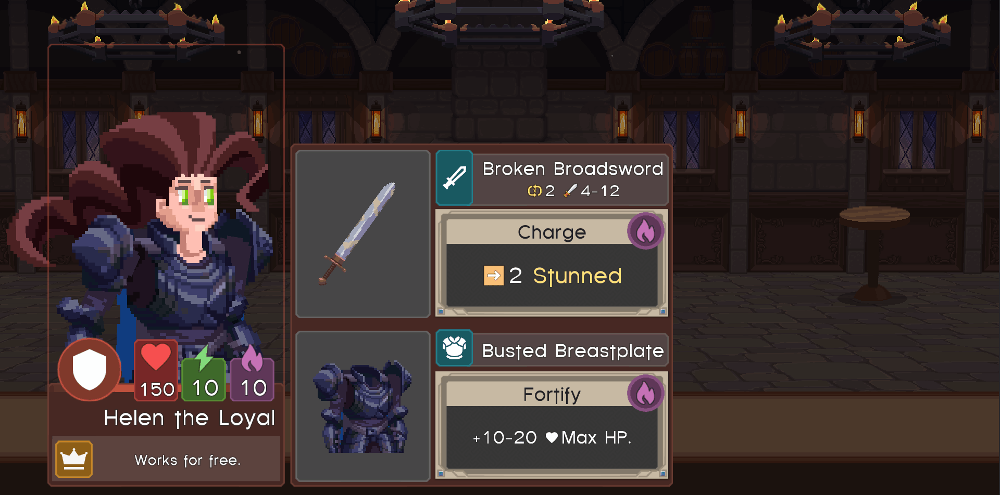 150
10
10
Helen the Loyal
Works for free.
Broken Broadsword
2 4-12
Charge
2 Stunned
Busted Breastplate
Fortify
+10-20 Max HP.